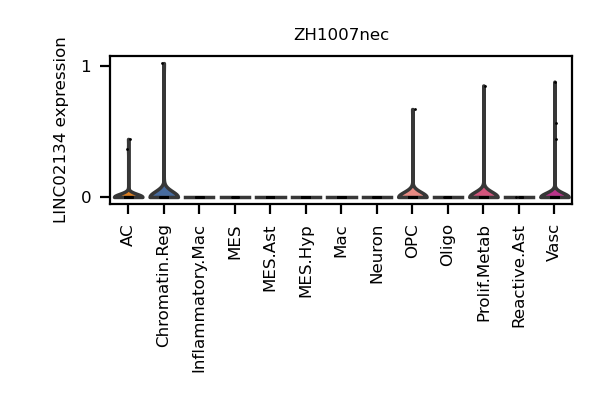 ZH1007nec
LINC02134 expression
1
0
AC
Chromatin.Reg
Inflammatory.Mac
MES
MES.Ast
MES.Hyp
Mac
Neuron
OPC
Oligo
Prolif.Metab
Reactive.Ast
Vasc